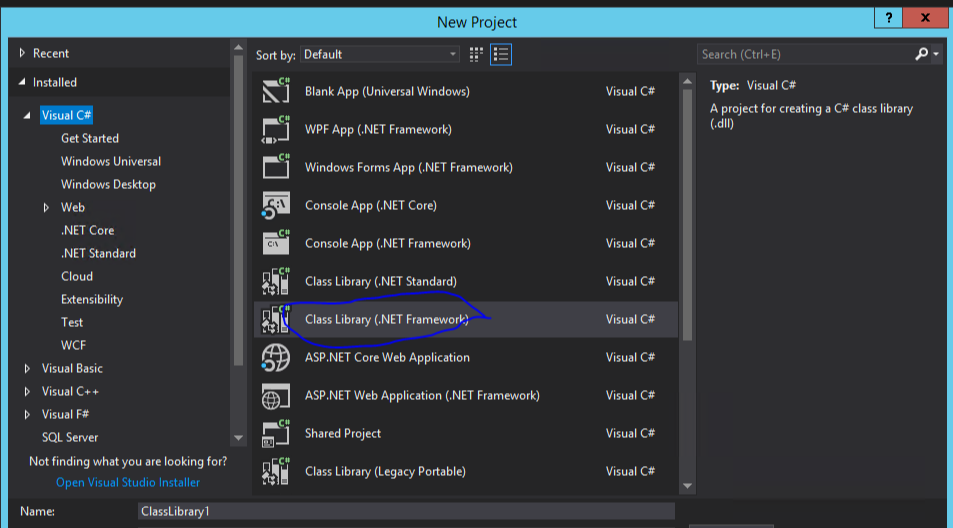 New Project
?
x
Recent
Installed
Visual C#
Get Started
Windows Universal
Windows Desktop
Web
.NET Core
.NET Standard
Cloud
Extensibility
Test
WCF
Visual Basic
Visual C++
Visual F#
SQL Server
Not finding what you are looking for?
Open Visual Studio Installer
Sort by: Default
C# Blank App (Universal Windows) Visual C#
C# WPF App (.NET Framework) Visual C#
C# Windows Forms App (.NET Framework) Visual C#
C# Console App (.NET Core) Visual C#
C# Console App (.NET Framework) Visual C#
C# Class Library (.NET Standard) Visual C#
C# Class Library (.NET Framework) Visual C#
C# ASP.NET Core Web Application Visual C#
C# ASP.NET Web Application (.NET Framework) Visual C#
C# Shared Project Visual C#
C# Class Library (Legacy Portable) Visual C#
Search (Ctrl+E)
Type: Visual C#
A project for creating a C# class library
(.dll)
Name: ClassLibrary1